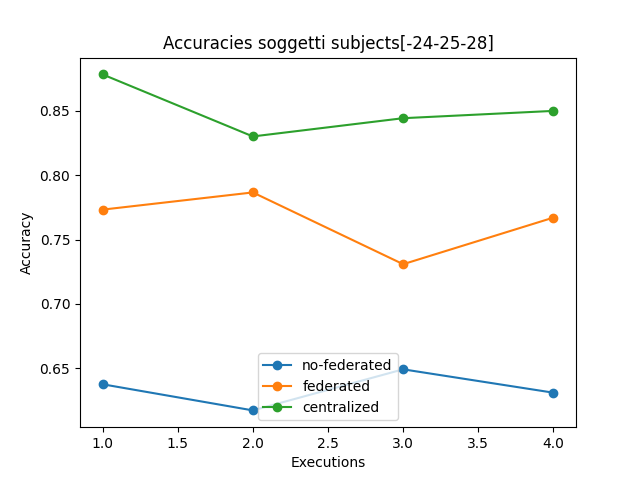 Accuracies soggetti subjects[-24-25-28]
0.85
0.80
0.75
0.70
0.65
Accuracy
no-federated
federated
centralized
1.0 1.5 2.0 2.5 3.0 3.5 4.0
Executions